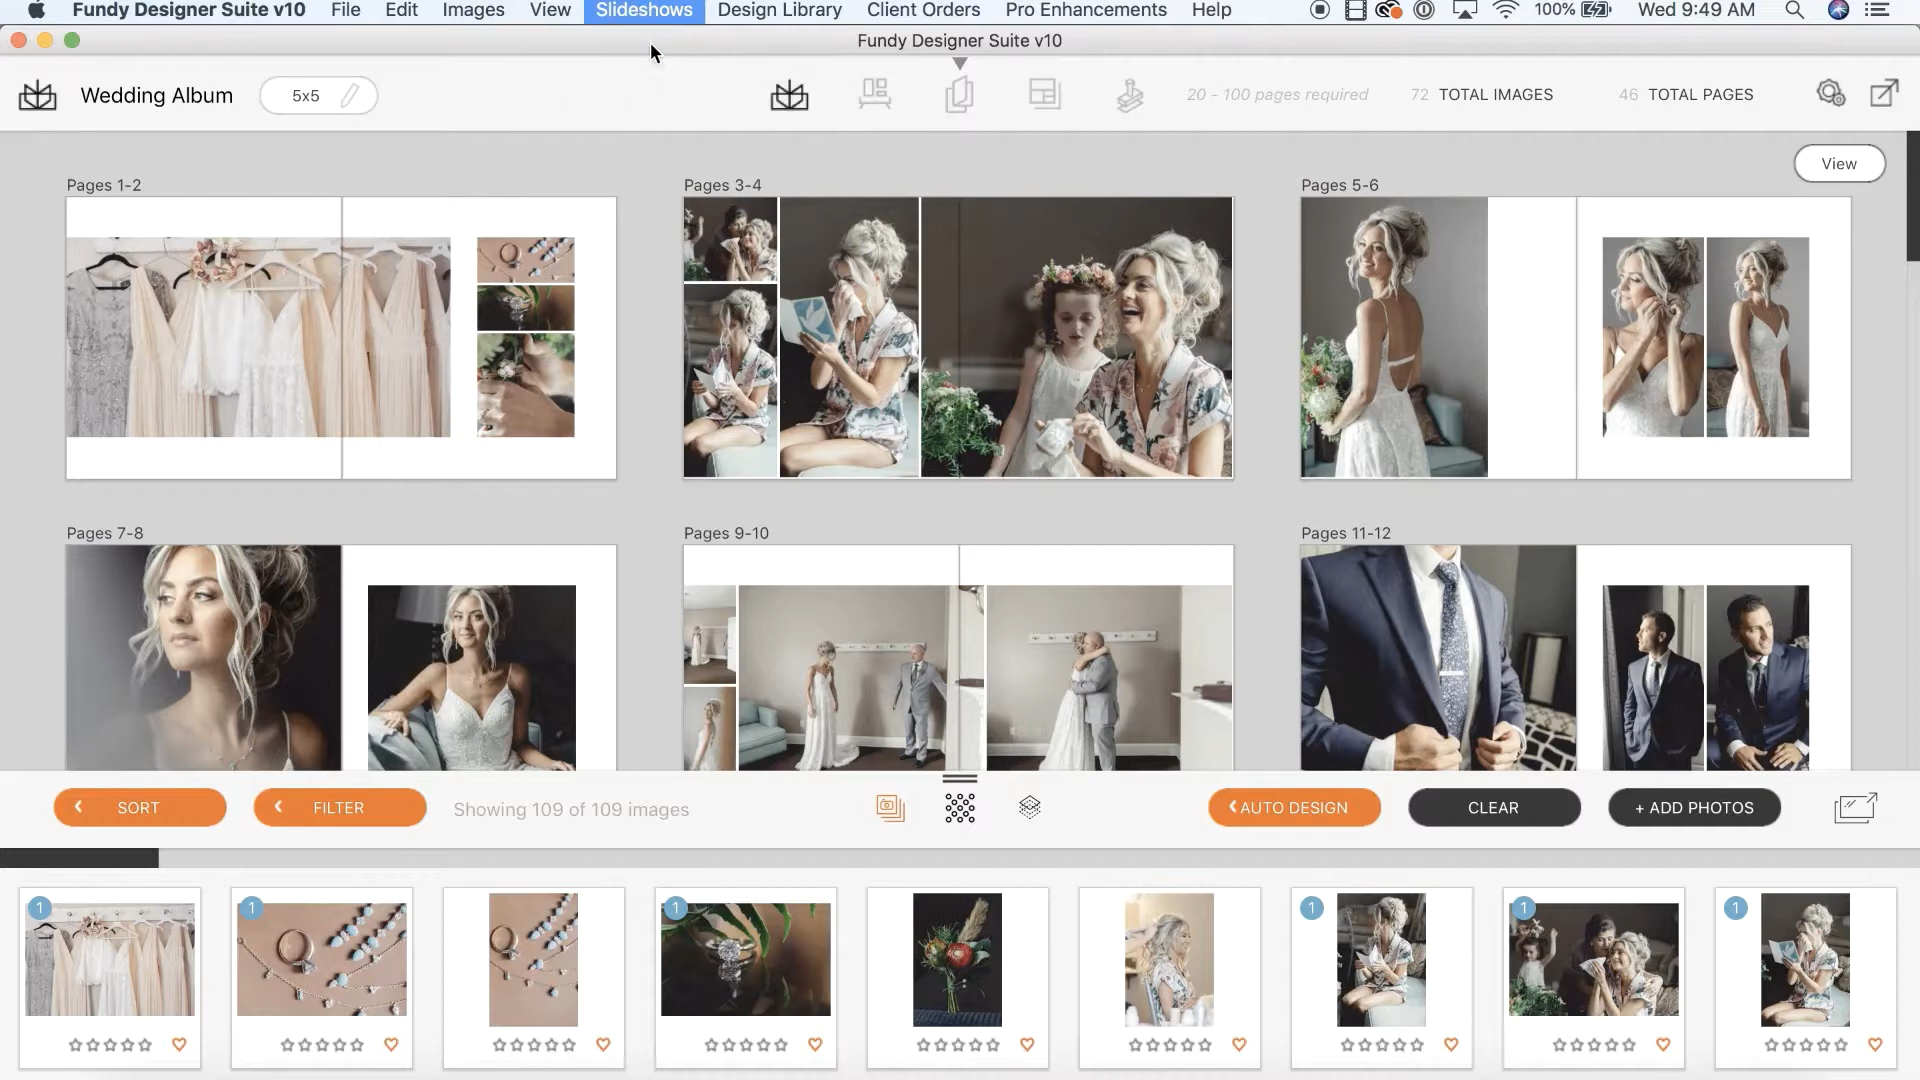 Fundy Designer Suite v10 File Edit Images View Slideshows Design Library Client Orders Pro Enhancements Help 100% Wed 9:49 AM
Fundy Designer Suite v10
Wedding Album 5x5 20 - 100 pages required 72 TOTAL IMAGES 46 TOTAL PAGES
View
Pages 1-2 Pages 3-4 Pages 5-6
Pages 7-8 Pages 9-10 Pages 11-12
SORT FILTER Showing 109 of 109 images AUTO DESIGN CLEAR + ADD PHOTOS
1 1 1 1 1 1